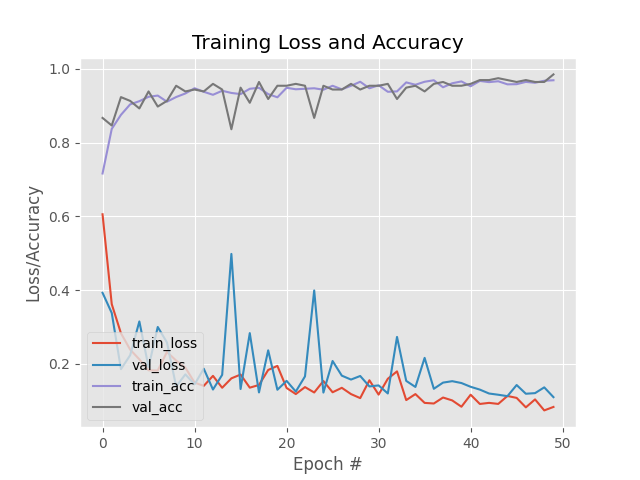 Training Loss and Accuracy
Loss/Accuracy
1.0
0.8
0.6
0.4
0.2
train_loss
val_loss
train_acc
val_acc
0 10 20 30 40 50
Epoch #